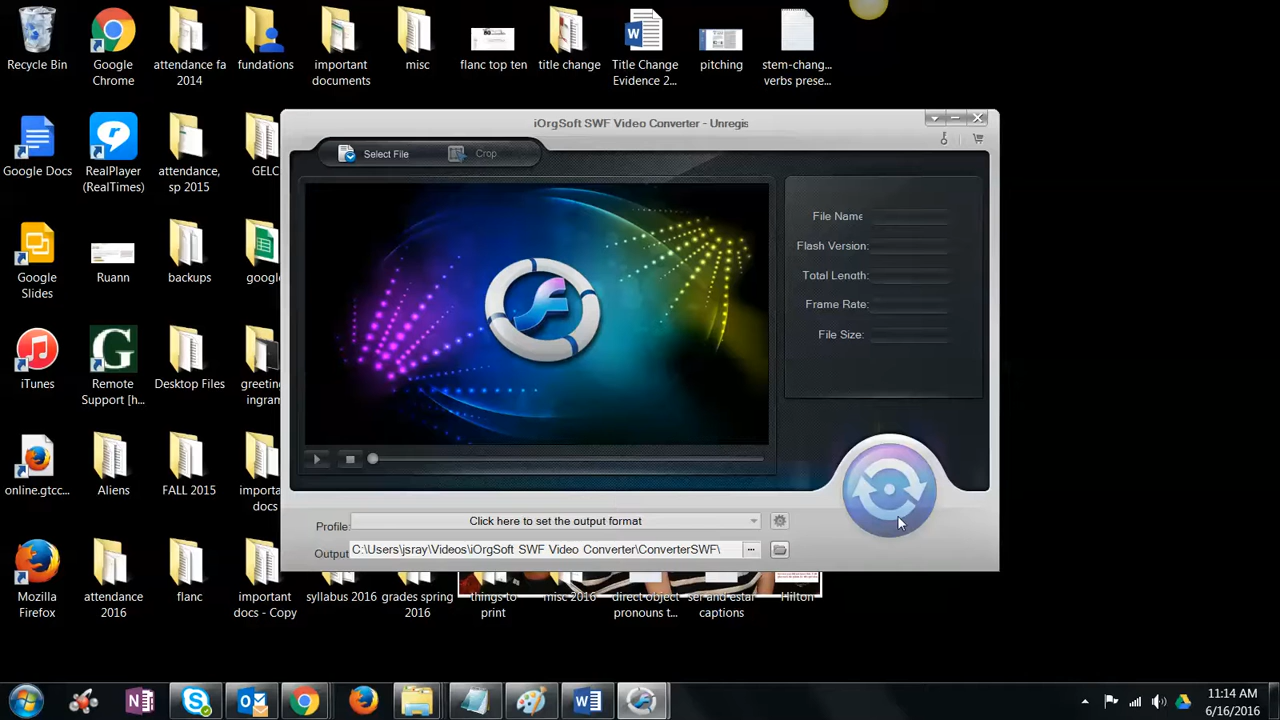 Recycle Bin
Google Chrome
attendance fa 2014
fundations
important documents
misc
flanc top ten
title change
Title Change Evidence 2...
pitching
stem-chang... verbs prese...
iOrgSoft SWF Video Converter - Unregis
Select File
Crop
Google Docs
RealPlayer (RealTimes)
attendance, sp 2015
GELC
File Name
Flash Version:
Total Length:
Frame Rate:
File Size:
Google Slides
Ruann
backups
googl
iTunes
Remote Support [h...
Desktop Files
greetin
ingram
online.gtcc...
Aliens
FALL 2015
importa
docs
Profile:
Click here to set the output format
Output
C:\Users\jsray\Videos\iOrgSoft SWF Video Converter\ConverterSWF\
...
Mozilla Firefox
attendance 2016
flanc
important docs - Copy
syllabus 2016
grades spring 2016
things to print
misc 2016
direct object pronouns t...
ser and estar captions
Hilton
11:14 AM
6/16/2016